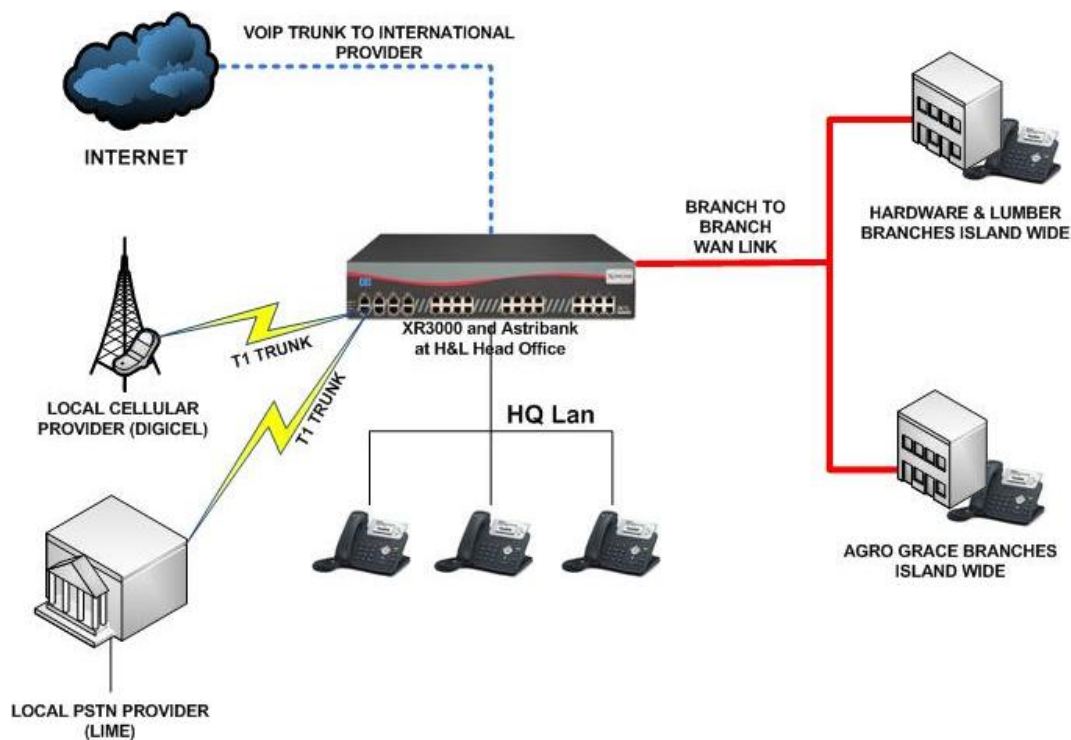 VOIP TRUNK TO INTERNATIONAL
PROVIDER
INTERNET
BRANCH TO
BRANCH
WAN LINK
HARDWARE & LUMBER
BRANCHES ISLAND WIDE
XR3000 and Astribank
at H&L Head Office
T1 TRUNK
LOCAL CELLULAR
PROVIDER (DIGICEL)
T1 TRUNK
HQ Lan
AGRO GRACE BRANCHES
ISLAND WIDE
LOCAL PSTN PROVIDER
(LIME)